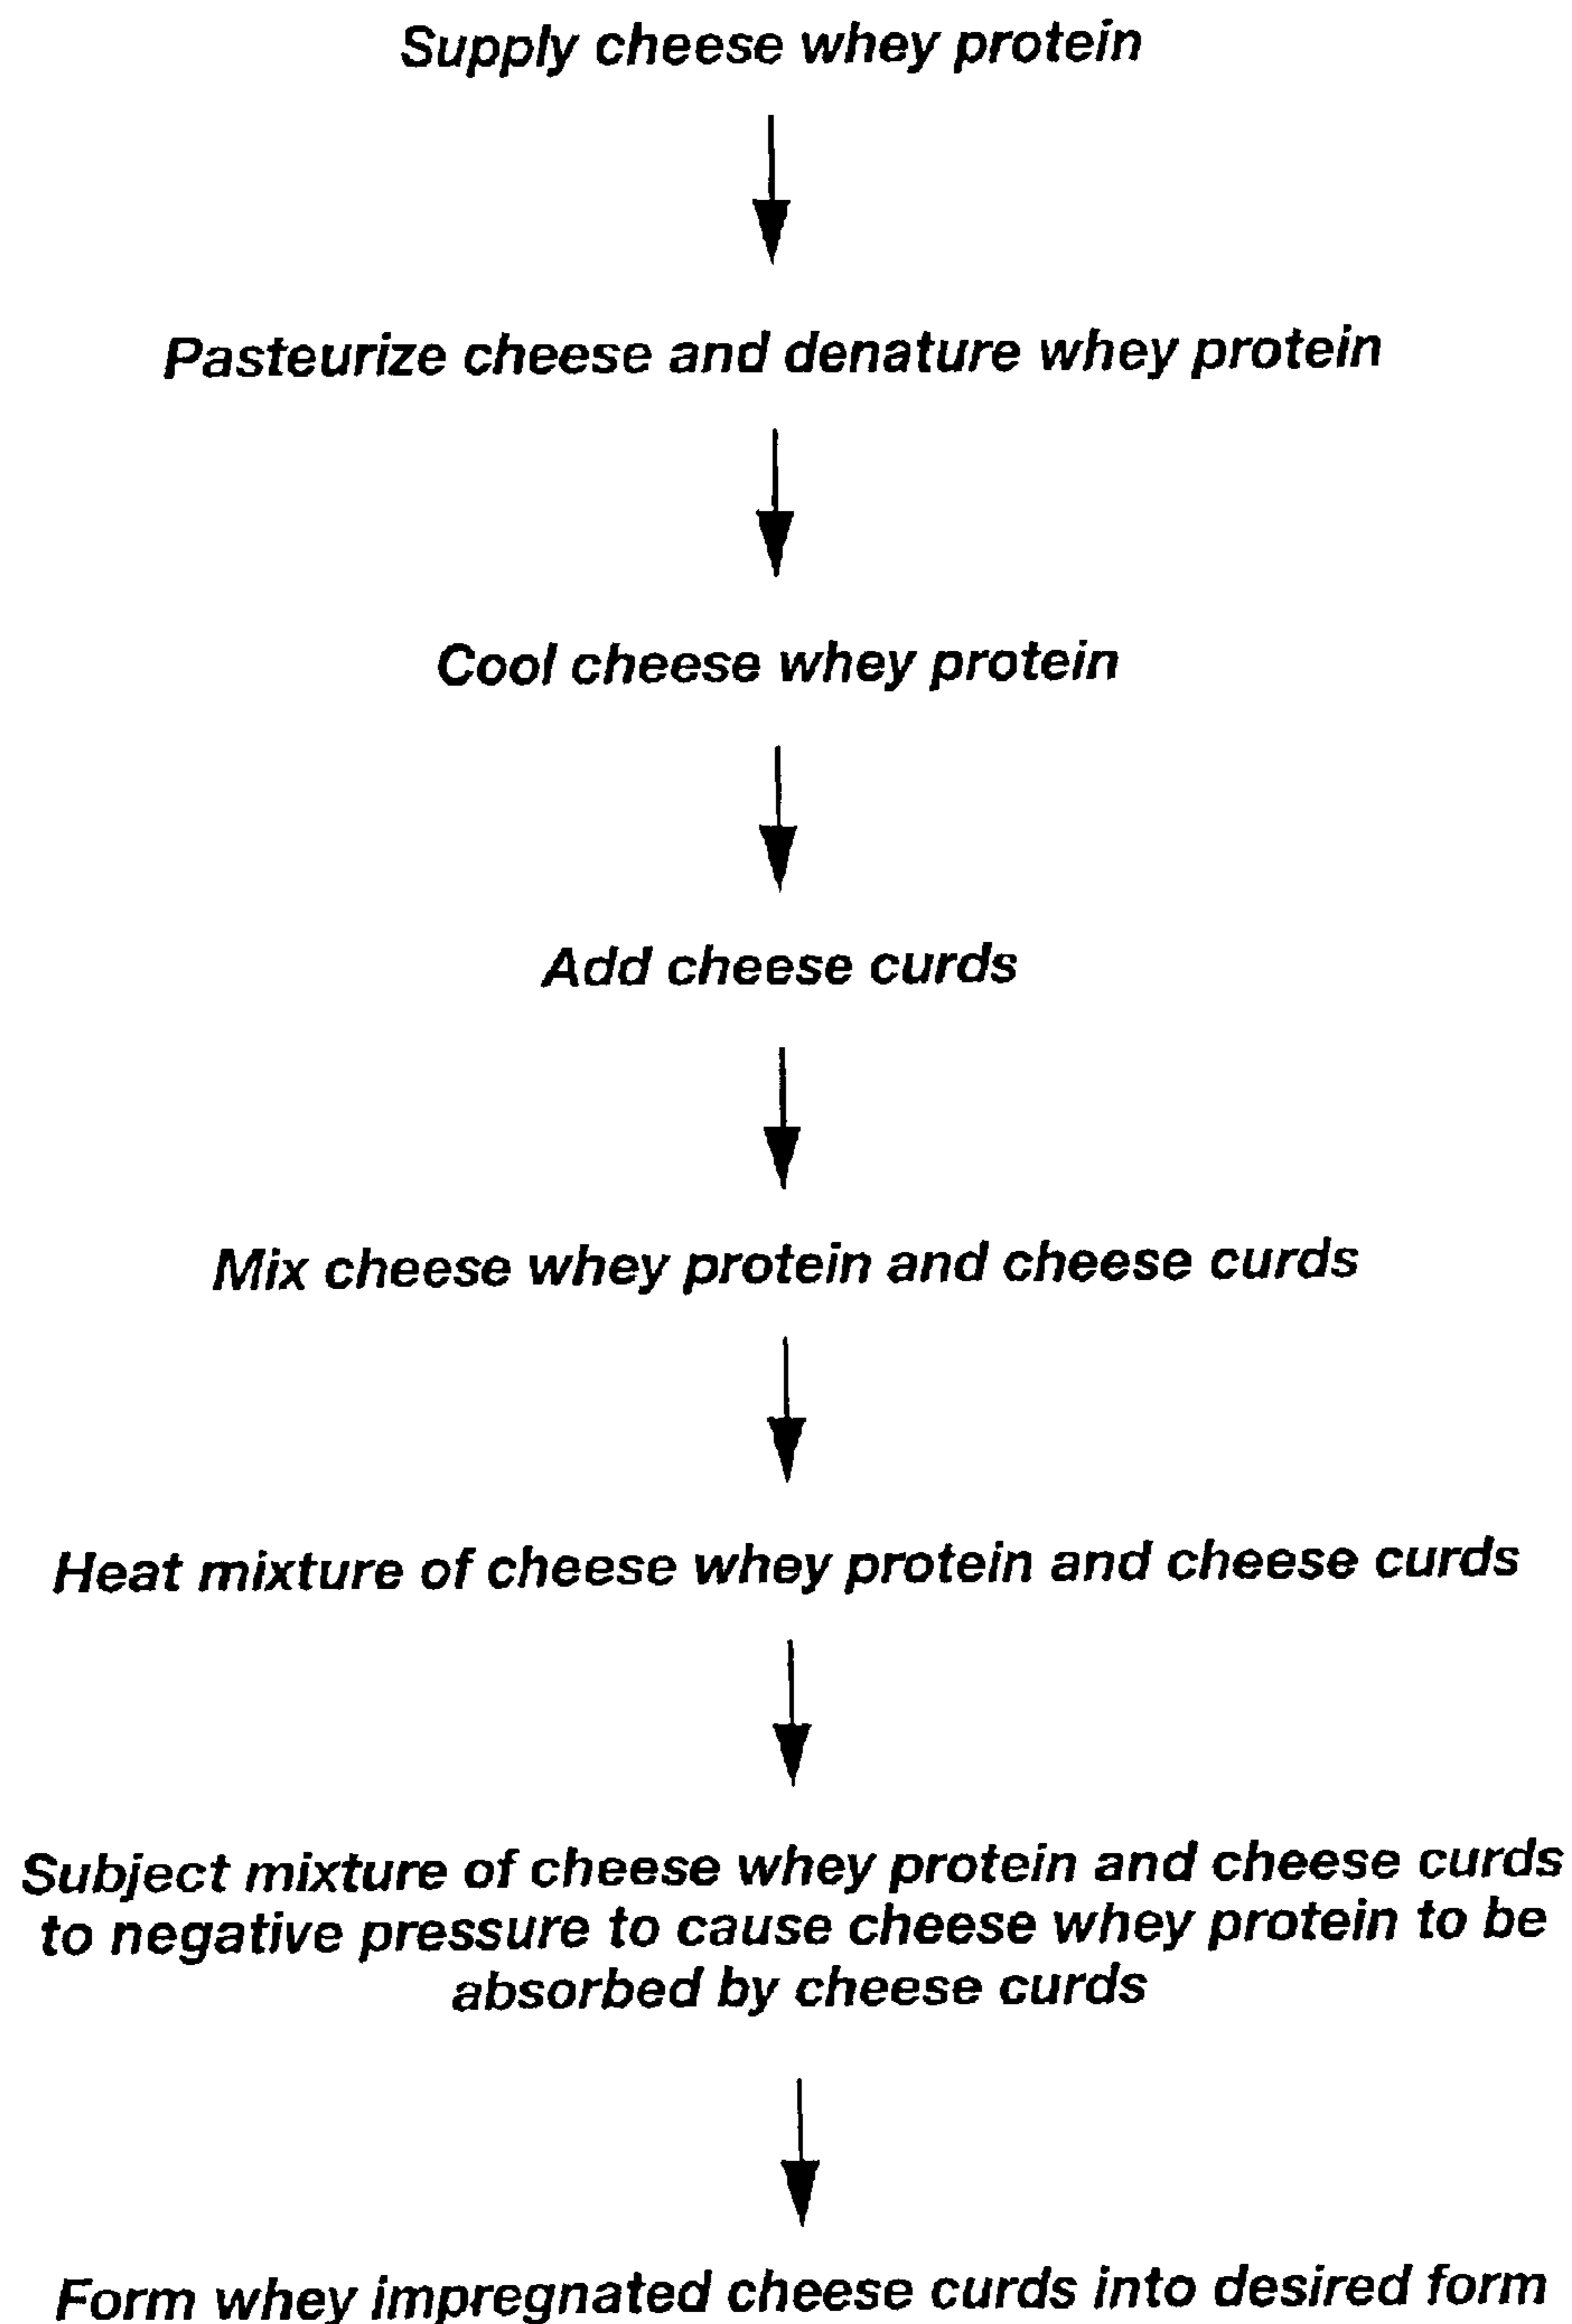 Supply cheese whey protein
Pasteurize cheese and denature whey protein
Cool cheese whey protein
Add cheese curds
Mix cheese whey protein and cheese curds
Heat mixture of cheese whey protein and cheese curds
Subject mixture of cheese whey protein and cheese curds
to negative pressure to cause cheese whey protein to be
absorbed by cheese curds
Form whey impregnated cheese curds into desired form